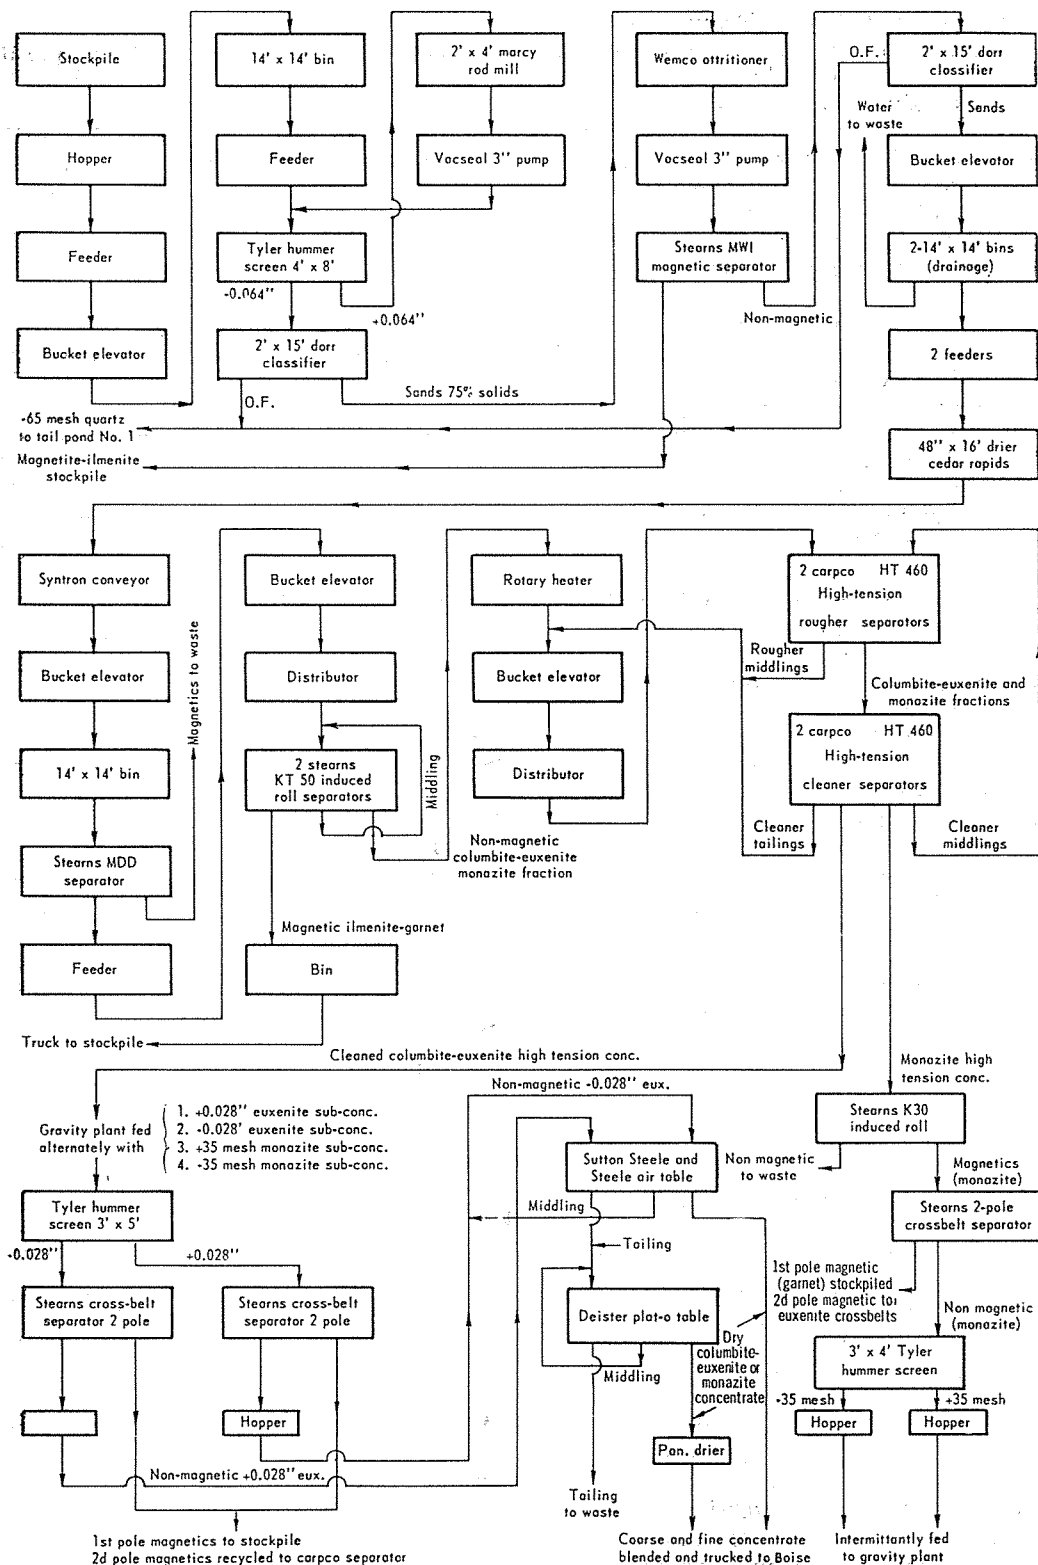 Stockpile
Hopper
Feeder
Bucket elevator
14' x 14' bin
Feeder
Tyler hummer
screen 4' x 8'
-0.064''
+0.064''
2' x 15' dorr
classifier
O.F.
Sands 75% solids
2' x 4' marcy
rod mill
Vacseal 3'' pump
Wemco attritioner
Vacseal 3'' pump
Stearns MWI
magnetic separator
Non-magnetic
O.F.
2' x 15' dorr
classifier
Water
to waste
Sands
Bucket elevator
2-14' x 14' bins
(drainage)
2 feeders
48'' x 16' drier
cedar rapids
-65 mesh quartz
to tail pond No. 1
Magnetite-ilmenite
stockpile
Syntron conveyor
Bucket elevator
14' x 14' bin
Stearns MDD
separator
Feeder
Magnetics to waste
Bucket elevator
Distributor
2 stearns
KT 50 induced
roll separators
Middling
Magnetic ilmenite-garnet
Bin
Truck to stockpile
Non-magnetic
columbite-euxenite
monazite fraction
Rotary heater
Bucket elevator
Distributor
2 carpco HT 460
High-tension
rougher separators
Rougher
middlings
Columbite-euxenite and
monazite fractions
2 carpco HT 460
High-tension
cleaner separators
Cleaner
tailings
Cleaner
middlings
Cleaned columbite-euxenite high tension conc.
Monazite high
tension conc.
Gravity plant fed
alternately with
1. +0.028'' euxenite sub-conc.
2. -0.028' euxenite sub-conc.
3. +35 mesh monazite sub-conc.
4. -35 mesh monazite sub-conc.
Tyler hummer
screen 3' x 5'
+0.028''
+0.028''
Stearns cross-belt
separator 2 pole
Stearns cross-belt
separator 2 pole
Hopper
Non-magnetic +0.028'' eux.
1st pole magnetics to stockpile
2d pole magnetics recycled to carpco separator
Non-magnetic -0.028'' eux.
Sutton Steele and
Steele air table
Middling
Tailing
Deister plat-o table
Middling
Dry
columbite-
euxenite or
monazite
concentrate
Pan. drier
Tailing
to waste
Coarse and fine concentrate
blended and trucked to Boise
Stearns K30
induced roll
Non magnetic
to waste
Magnetics
(monazite)
Stearns 2-pole
crossbelt separator
1st pole magnetic
(garnet) stockpiled
2d pole magnetic to
euxenite crossbelts
Non magnetic
(monazite)
3' x 4' Tyler
hummer screen
-35 mesh
+35 mesh
Hopper
Hopper
Intermittantly fed
to gravity plant